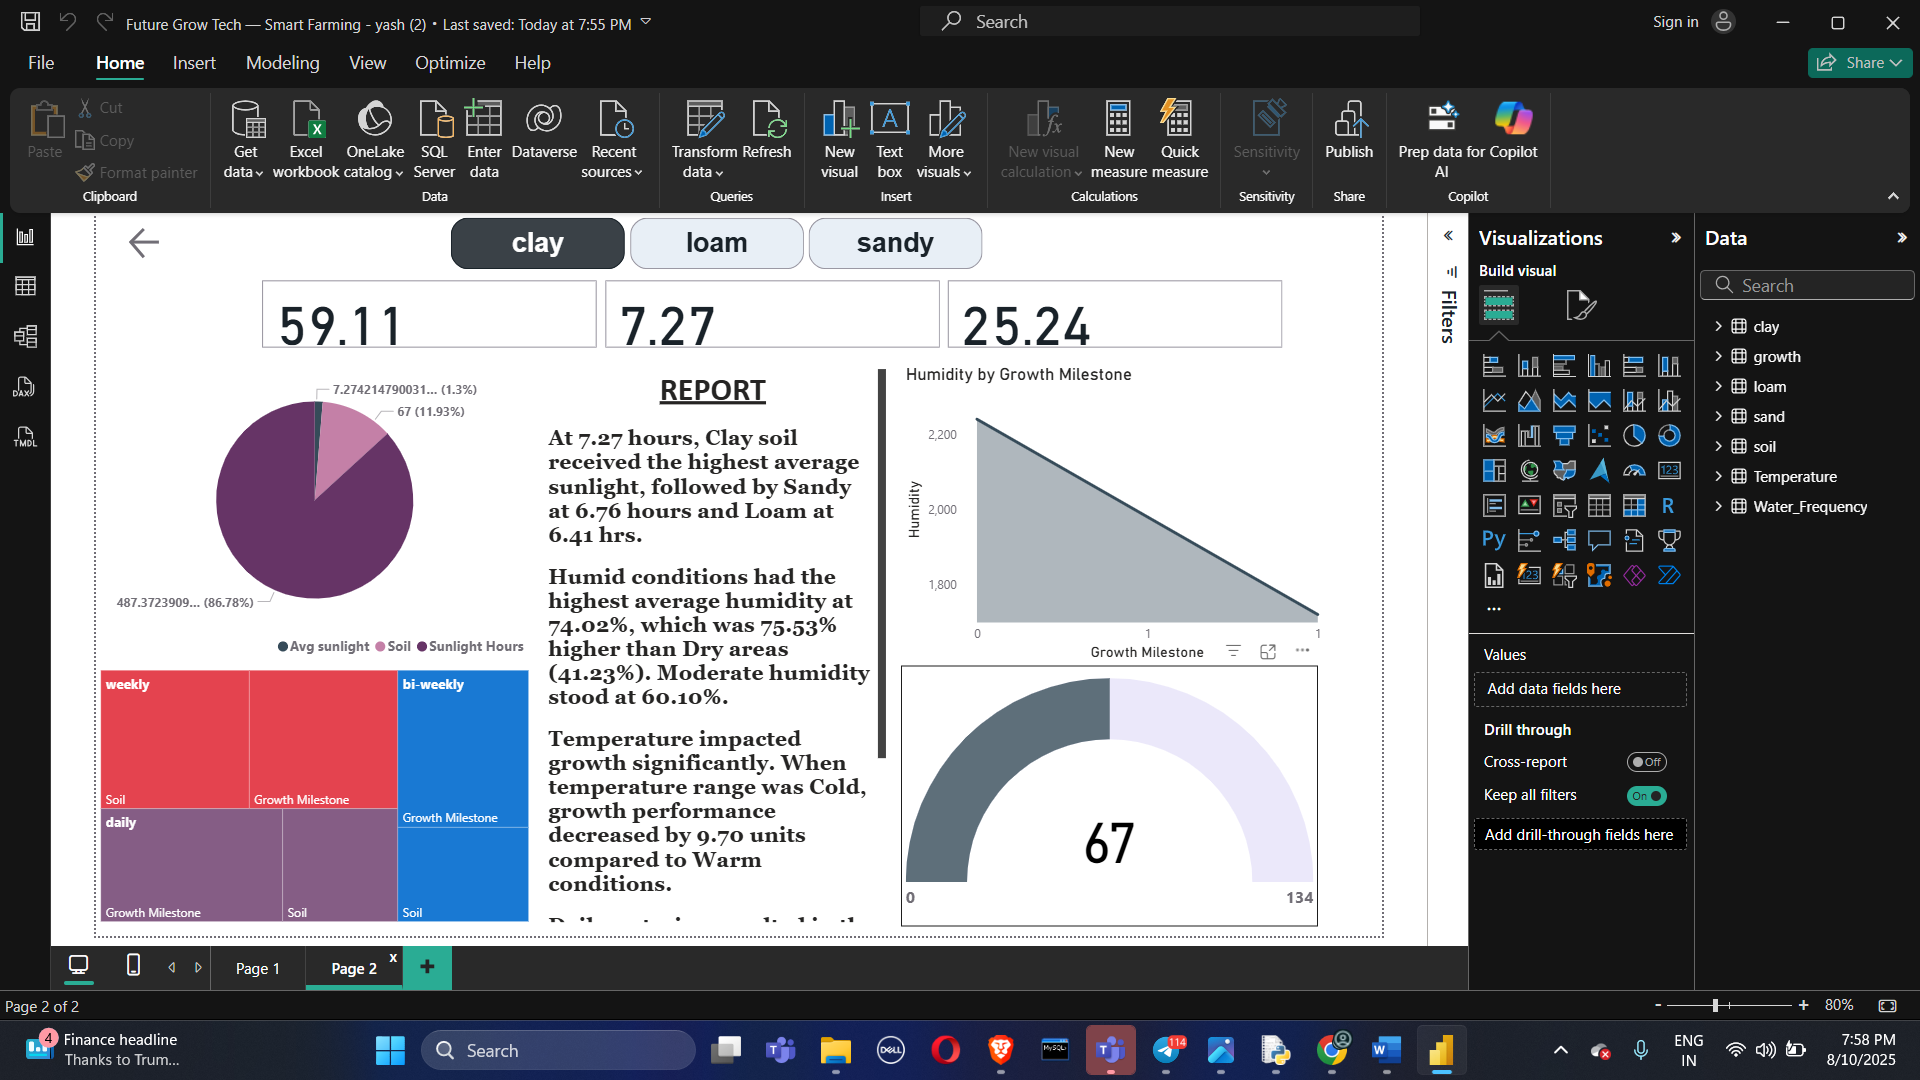 Future Grow Tech — Smart Farming - yash (2) • Last saved: Today at 7:55 PM
Search
Sign in
File
Home
Insert
Modeling
View
Optimize
Help
Share
Paste
Cut
Copy
Format painter
Clipboard
Get data
Excel workbook
OneLake catalog
SQL Server
Enter data
Dataverse
Recent sources
Data
Transform data
Refresh
Queries
New visual
Text box
More visuals
Insert
New visual calculation
New measure
Quick measure
Calculations
Sensitivity
Sensitivity
Publish
Share
Prep data for AI
Copilot
Copilot
clay
loam
sandy
59.11
7.27
25.24
7.274214790031... (1.3%)
67 (11.93%)
487.3723909... (86.78%)
Avg sunlight
Soil
Sunlight Hours
weekly
Soil
Growth Milestone
bi-weekly
Growth Milestone
Soil
daily
Growth Milestone
Soil
REPORT
At 7.27 hours, Clay soil
received the highest average
sunlight, followed by Sandy
at 6.76 hours and Loam at
6.41 hrs.
Humid conditions had the
highest average humidity at
74.02%, which was 75.53%
higher than Dry areas
(41.23%). Moderate humidity
stood at 60.10%.
Temperature impacted
growth significantly. When
temperature range was Cold,
growth performance
decreased by 9.70 units
compared to Warm
conditions.
Humidity by Growth Milestone
Humidity
2,200
2,000
1,800
0
1
1
Growth Milestone
67
0
134
Filters
Visualizations
Build visual
123
R
Py
123
Values
Add data fields here
Drill through
Cross-report
Off
Keep all filters
On
Add drill-through fields here
Data
Search
clay
growth
loam
sand
soil
Temperature
Water_Frequency
DAX
TMDL
Page 1
Page 2
x
+
Page 2 of 2
- + 80%
4
Finance headline
Thanks to Trum...
Search
DELL
MySQL
114
ENG
IN
7:58 PM
8/10/2025